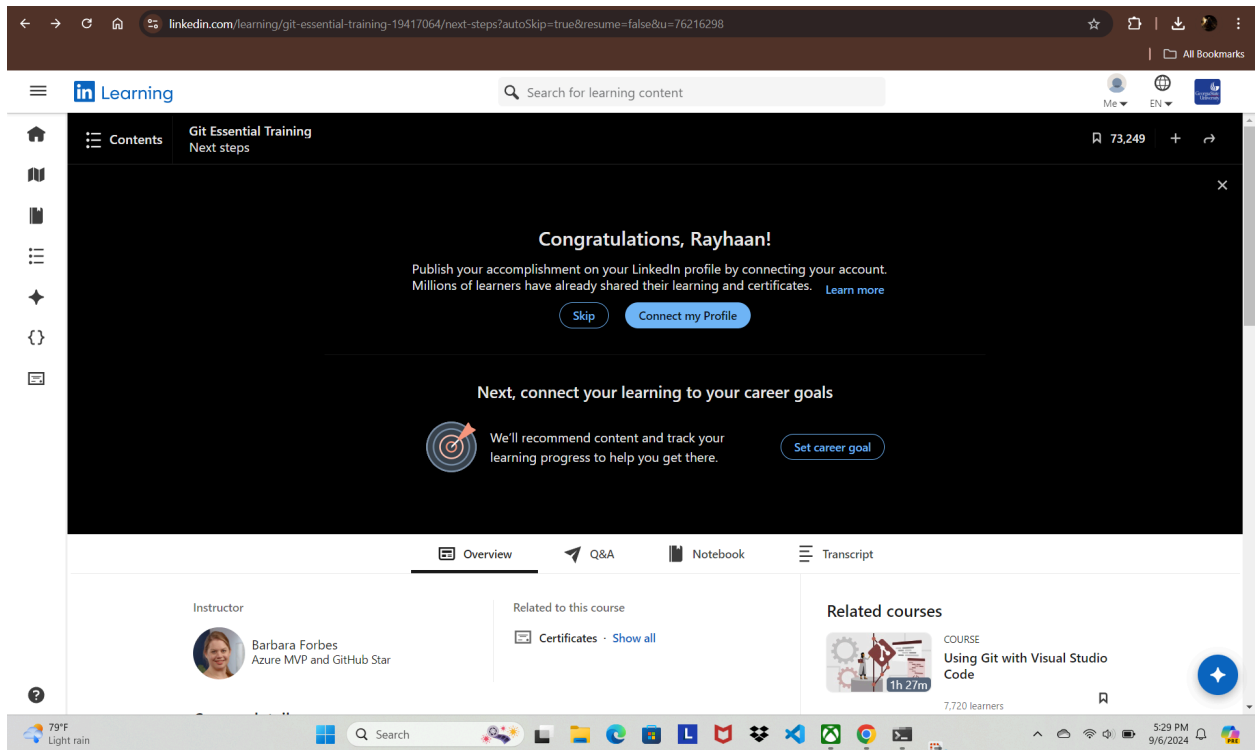 linkedin.com/learning/git-essential-training-19417064/next-steps?autoSkip=true&resume=false&u=76216298
All Bookmarks
in Learning
Search for learning content
Me
EN
Contents
Git Essential Training
Next steps
73,249
Congratulations, Rayhaan!
Publish your accomplishment on your LinkedIn profile by connecting your account.
Millions of learners have already shared their learning and certificates. Learn more
Skip
Connect my Profile
Next, connect your learning to your career goals
We'll recommend content and track your
learning progress to help you get there.
Set career goal
Overview
Q&A
Notebook
Transcript
Instructor
Barbara Forbes
Azure MVP and GitHub Star
Related to this course
Certificates · Show all
Related courses
COURSE
Using Git with Visual Studio
Code
1h 27m
7,720 learners
79°F
Light rain
Search
5:29 PM
9/6/2024